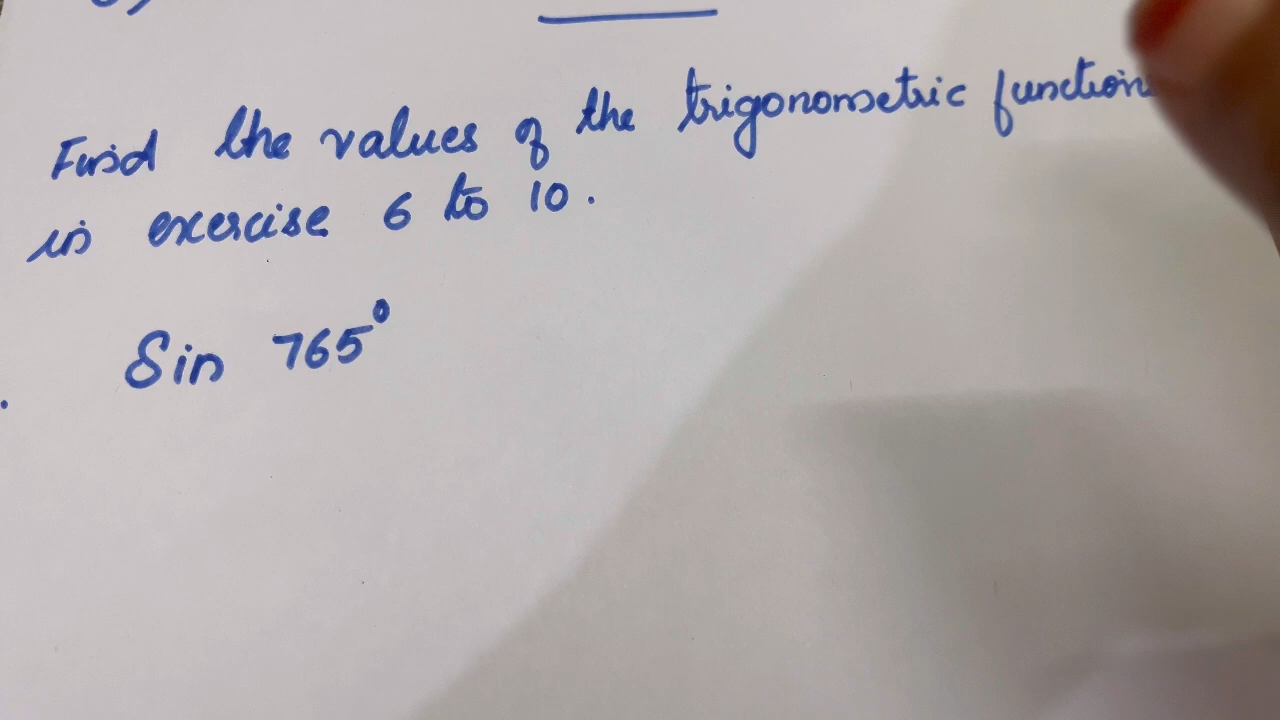 Find the values of the trigonometric function
in exercise 6 to 10.
Sin 765°